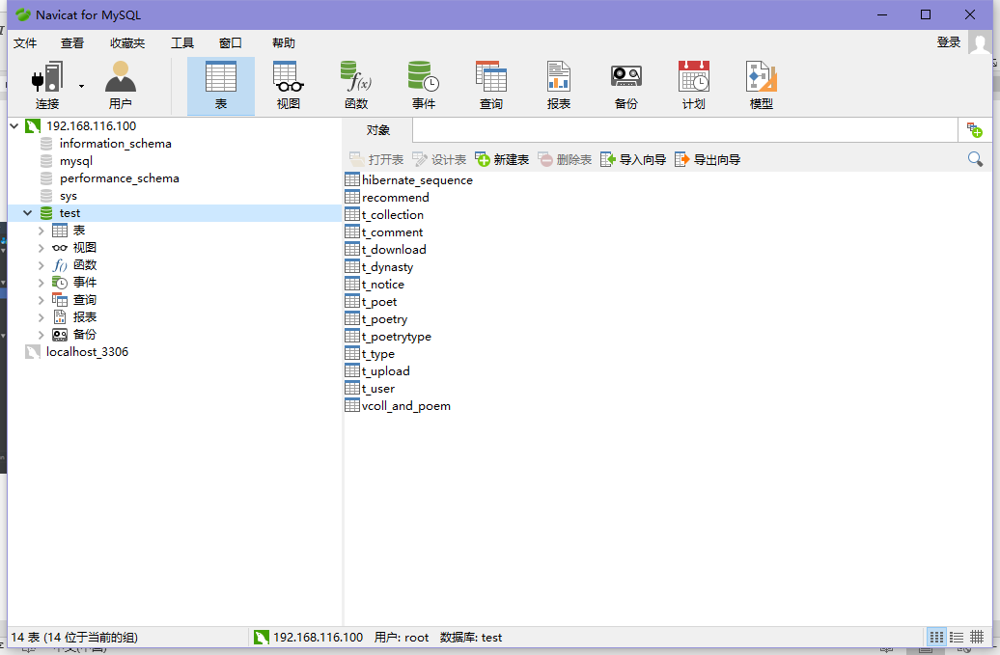 Navicat for MySQL
文件 查看 收藏夹 工具 窗口 帮助 登录
连接 用户 表 视图 函数 事件 查询 报表 备份 计划 模型
192.168.116.100
information_schema
mysql
performance_schema
sys
test
表
视图
函数
事件
查询
报表
备份
localhost_3306
对象
打开表 设计表 新建表 删除表 导入向导 导出向导
hibernate_sequence
recommend
t_collection
t_comment
t_download
t_dynasty
t_notice
t_poet
t_poetry
t_poetrytype
t_type
t_upload
t_user
vcoll_and_poem
14 表 (14 位于当前的组) 192.168.116.100 用户: root 数据库: test